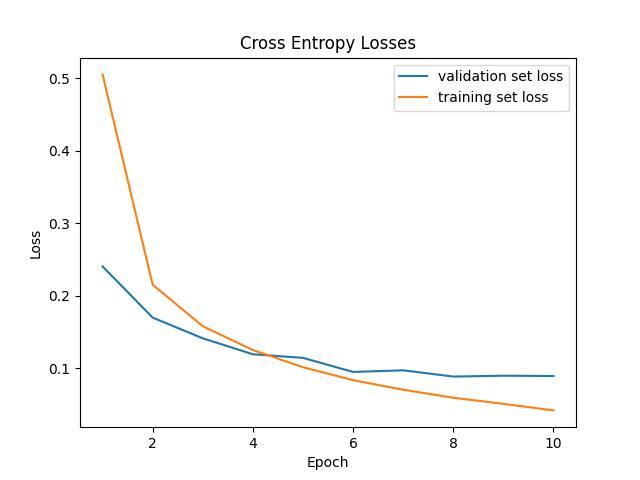 Cross Entropy Losses
validation set loss
training set loss
0.5
0.4
0.3
0.2
0.1
Loss
2 4 6 8 10
Epoch